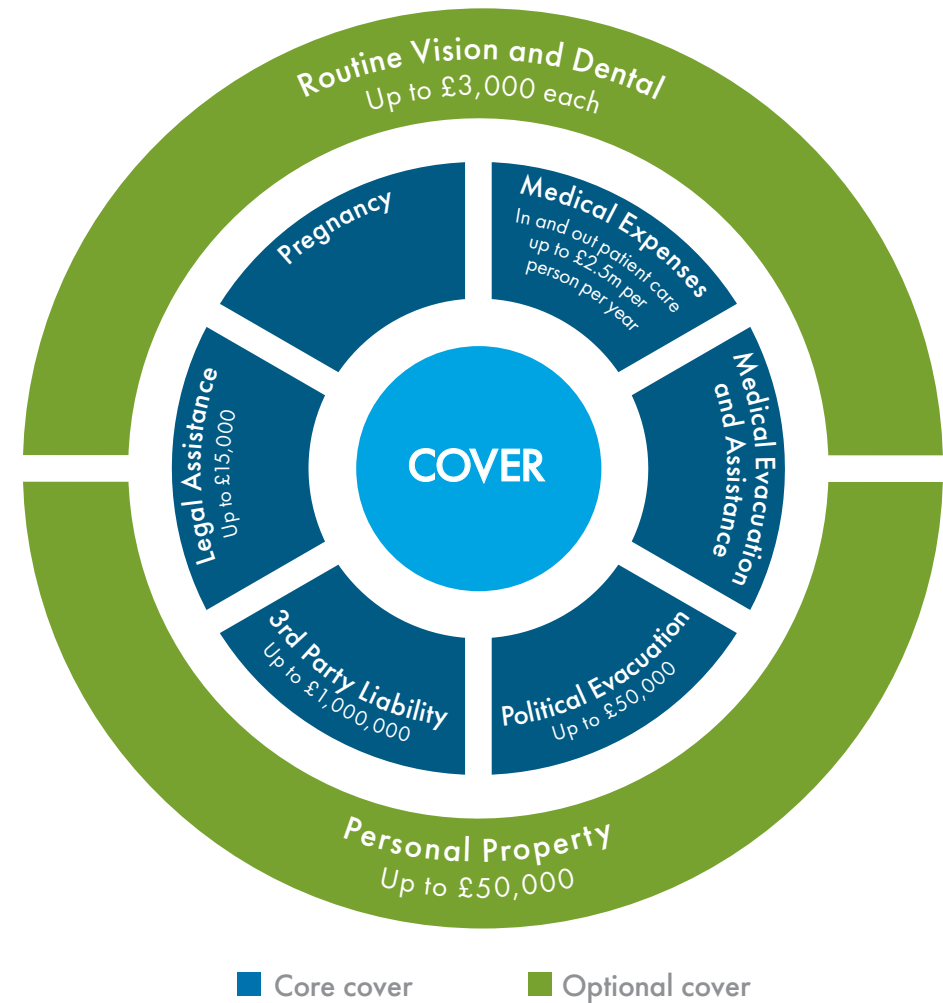 Routine Vision and Dental
Up to £3,000 each
Pregnancy
Medical Expenses
In and out patient care
up to £2.5m per
person per year
Legal Assistance
Up to £15,000
COVER
Medical Evacuation
and Assistance
3rd Party Liability
Up to £1,000,000
Political Evacuation
Up to £50,000
Personal Property
Up to £50,000
Core cover
Optional cover